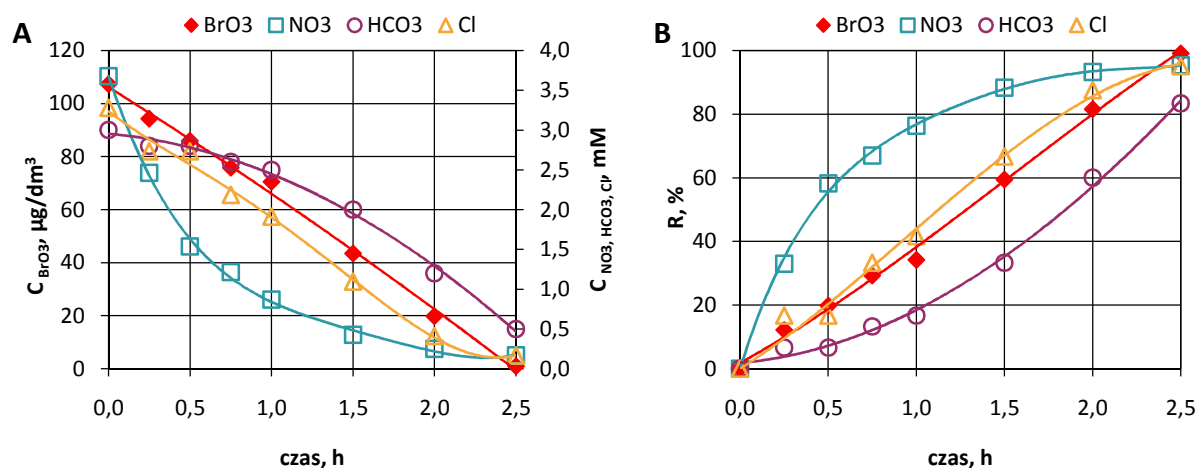 A
BrO3 NO3 HCO3 Cl
120 4,0
100 3,5
80 3,0
60 2,5
40 2,0
20 1,5
0 1,0
0,5
0,0
0,0 0,5 1,0 1,5 2,0 2,5
czas, h
C BrO3, µg/dm³
C NO3, HCO3, Cl, mM
B
BrO3 NO3 HCO3 Cl
100
80
60
40
20
0
0,0 0,5 1,0 1,5 2,0 2,5
czas, h
R, %